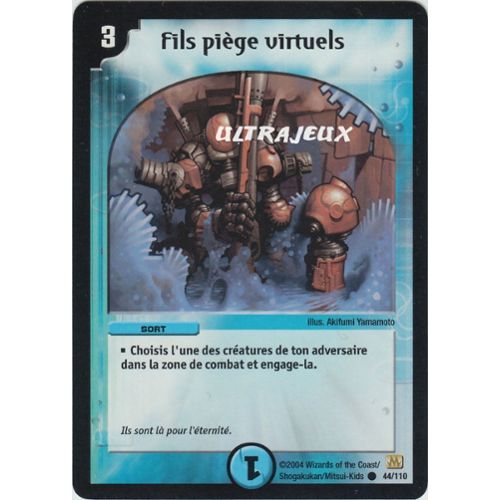 3
Fils piège virtuels
ULTRAJEUX
illus. Akifumi Yamamoto
SORT
▪ Choisis l'une des créatures de ton adversaire
dans la zone de combat et engage-la.
Ils sont là pour l'éternité.
1
©2004 Wizards of the Coast/
Shogakukan/Mitsui-Kids ● 44/110